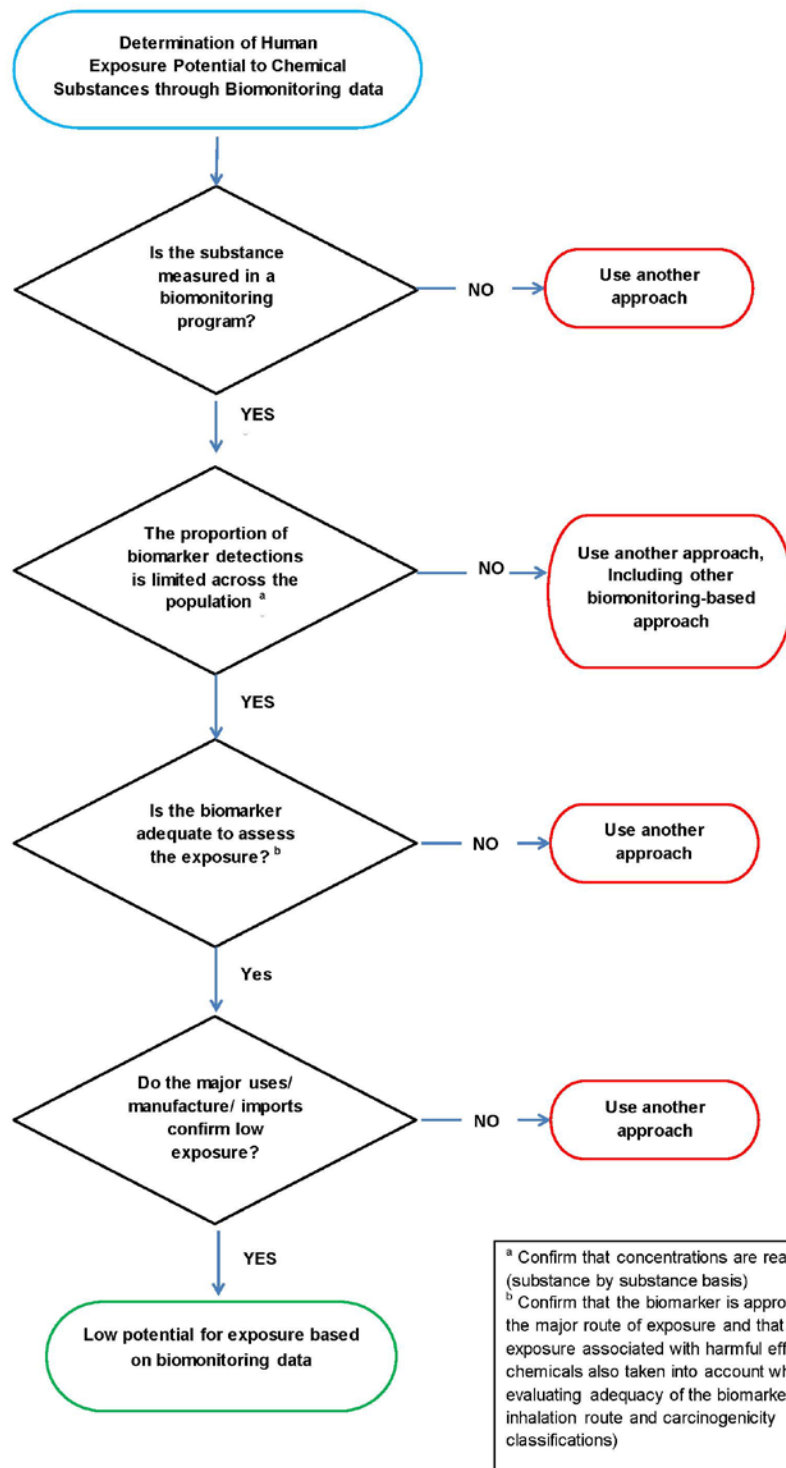 Determination of Human
Exposure Potential to Chemical
Substances through Biomonitoring data
Is the substance
measured in a
biomonitoring
program?
NO
Use another
approach
YES
The proportion of
biomarker detections
is limited across the
population a
NO
Use another approach,
Including other
biomonitoring-based
approach
YES
Is the biomarker
adequate to assess
the exposure? b
NO
Use another
approach
Yes
Do the major uses/
manufacture/ imports
confirm low
exposure?
NO
Use another
approach
YES
Low potential for exposure based
on biomonitoring data
a Confirm that concentrations are
(substance by substance basis)
b Confirm that the biomarker is
the major route of exposure and that
exposure associated with harmful
chemicals also taken into account
evaluating adequacy of the
inhalation route and carcinogenicity
classifications)